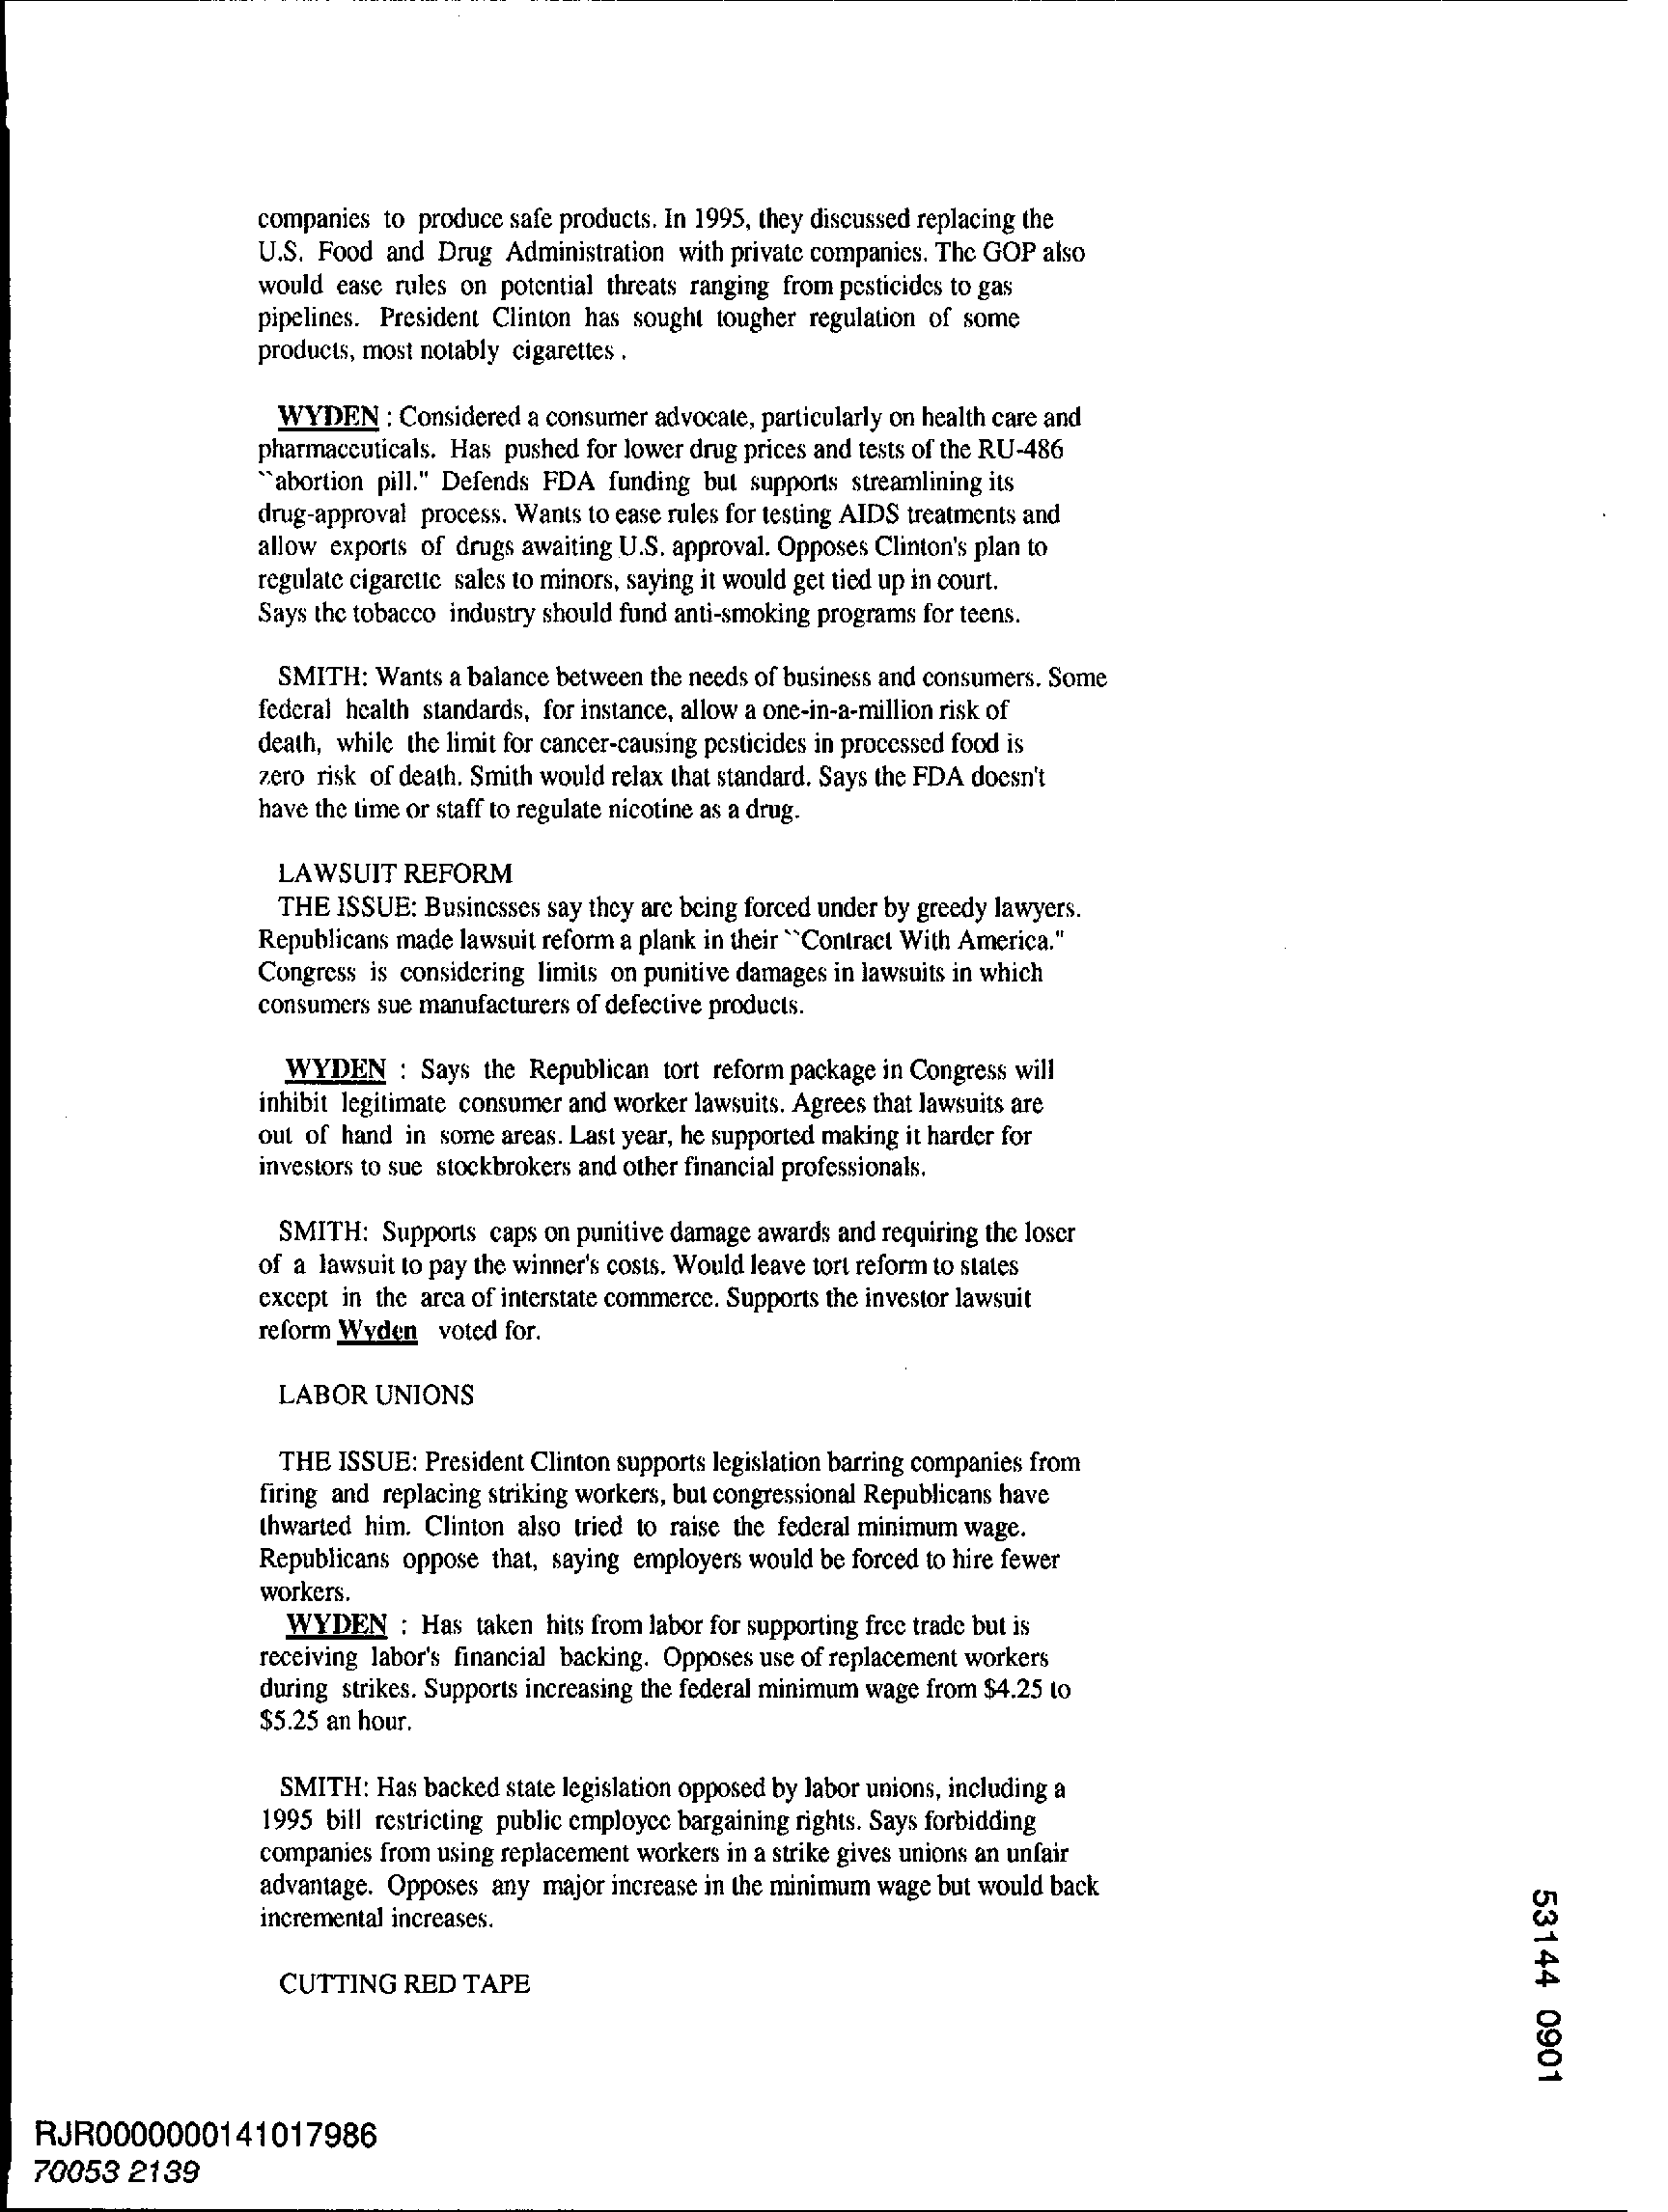 companies to produce safe products. In 1995, they discussed replacing the
U.S. Food and Drug Administration with private companies. The GOP also
would ease rules on potential threats ranging from pesticides to gas
pipelines. President Clinton has sought tougher regulation of some
products, most notably cigarettes .
WYDEN : Considered a consumer advocate, particularly on health care and
pharmaceuticals. Has pushed for lower drug prices and tests of the RU-486
``abortion pill." Defends FDA funding but supports streamlining its
drug-approval process. Wants to ease rules for testing AIDS treatments and
allow exports of drugs awaiting U.S. approval. Opposes Clinton's plan to
regulate cigarette sales to minors, saying it would get tied up in court.
Says the tobacco industry should fund anti-smoking programs for teens.
SMITH: Wants a balance between the needs of business and consumers. Some
federal health standards, for instance, allow a one-in-a-million risk of
death, while the limit for cancer-causing pesticides in processed food is
zero risk of death. Smith would relax that standard. Says the FDA doesn't
have the time or staff to regulate nicotine as a drug.
LAWSUIT REFORM
THE ISSUE: Businesses say they are being forced under by greedy lawyers.
Republicans made lawsuit reform a plank in their ``Contract With America."
Congress is considering limits on punitive damages in lawsuits in which
consumers sue manufacturers of defective products.
WYDEN : Says the Republican tort reform package in Congress will
inhibit legitimate consumer and worker lawsuits. Agrees that lawsuits are
out of hand in some areas. Last year, he supported making it harder for
investors to sue stockbrokers and other financial professionals.
SMITH: Supports caps on punitive damage awards and requiring the loser
of a lawsuit to pay the winner's costs. Would leave tort reform to states
except in the area of interstate commerce. Supports the investor lawsuit
reform Wyden voted for.
LABOR UNIONS
THE ISSUE: President Clinton supports legislation barring companies from
firing and replacing striking workers, but congressional Republicans have
thwarted him. Clinton also tried to raise the federal minimum wage.
Republicans oppose that, saying employers would be forced to hire fewer
workers.
WYDEN : Has taken hits from labor for supporting free trade but is
receiving labor's financial backing. Opposes use of replacement workers
during strikes. Supports increasing the federal minimum wage from $4.25 to
$5.25 an hour.
SMITH: Has backed state legislation opposed by labor unions, including a
1995 bill restricting public employee bargaining rights. Says forbidding
companies from using replacement workers in a strike gives unions an unfair
advantage. Opposes any major increase in the minimum wage but would back
incremental increases.
CUTTING RED TAPE
53144 0901
RJR0000000141017986
70053 2139